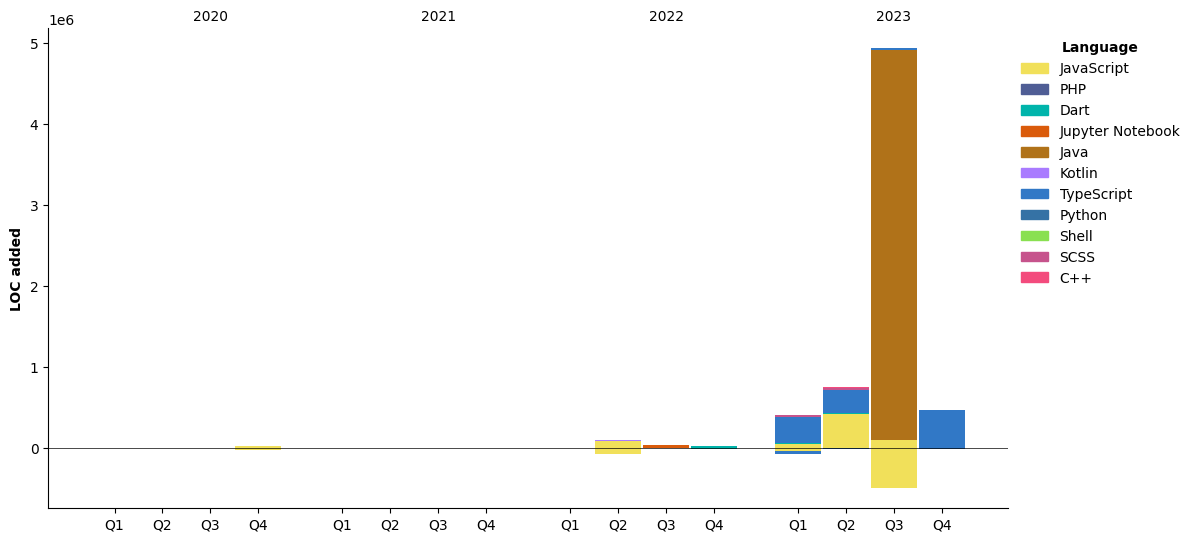 1e6
2020 2021 2022 2023
5
4
3
2
1
0
LOC added
Q1 Q2 Q3 Q4 Q1 Q2 Q3 Q4 Q1 Q2 Q3 Q4 Q1 Q2 Q3 Q4
Language
JavaScript
PHP
Dart
Jupyter Notebook
Java
Kotlin
TypeScript
Python
Shell
SCSS
C++